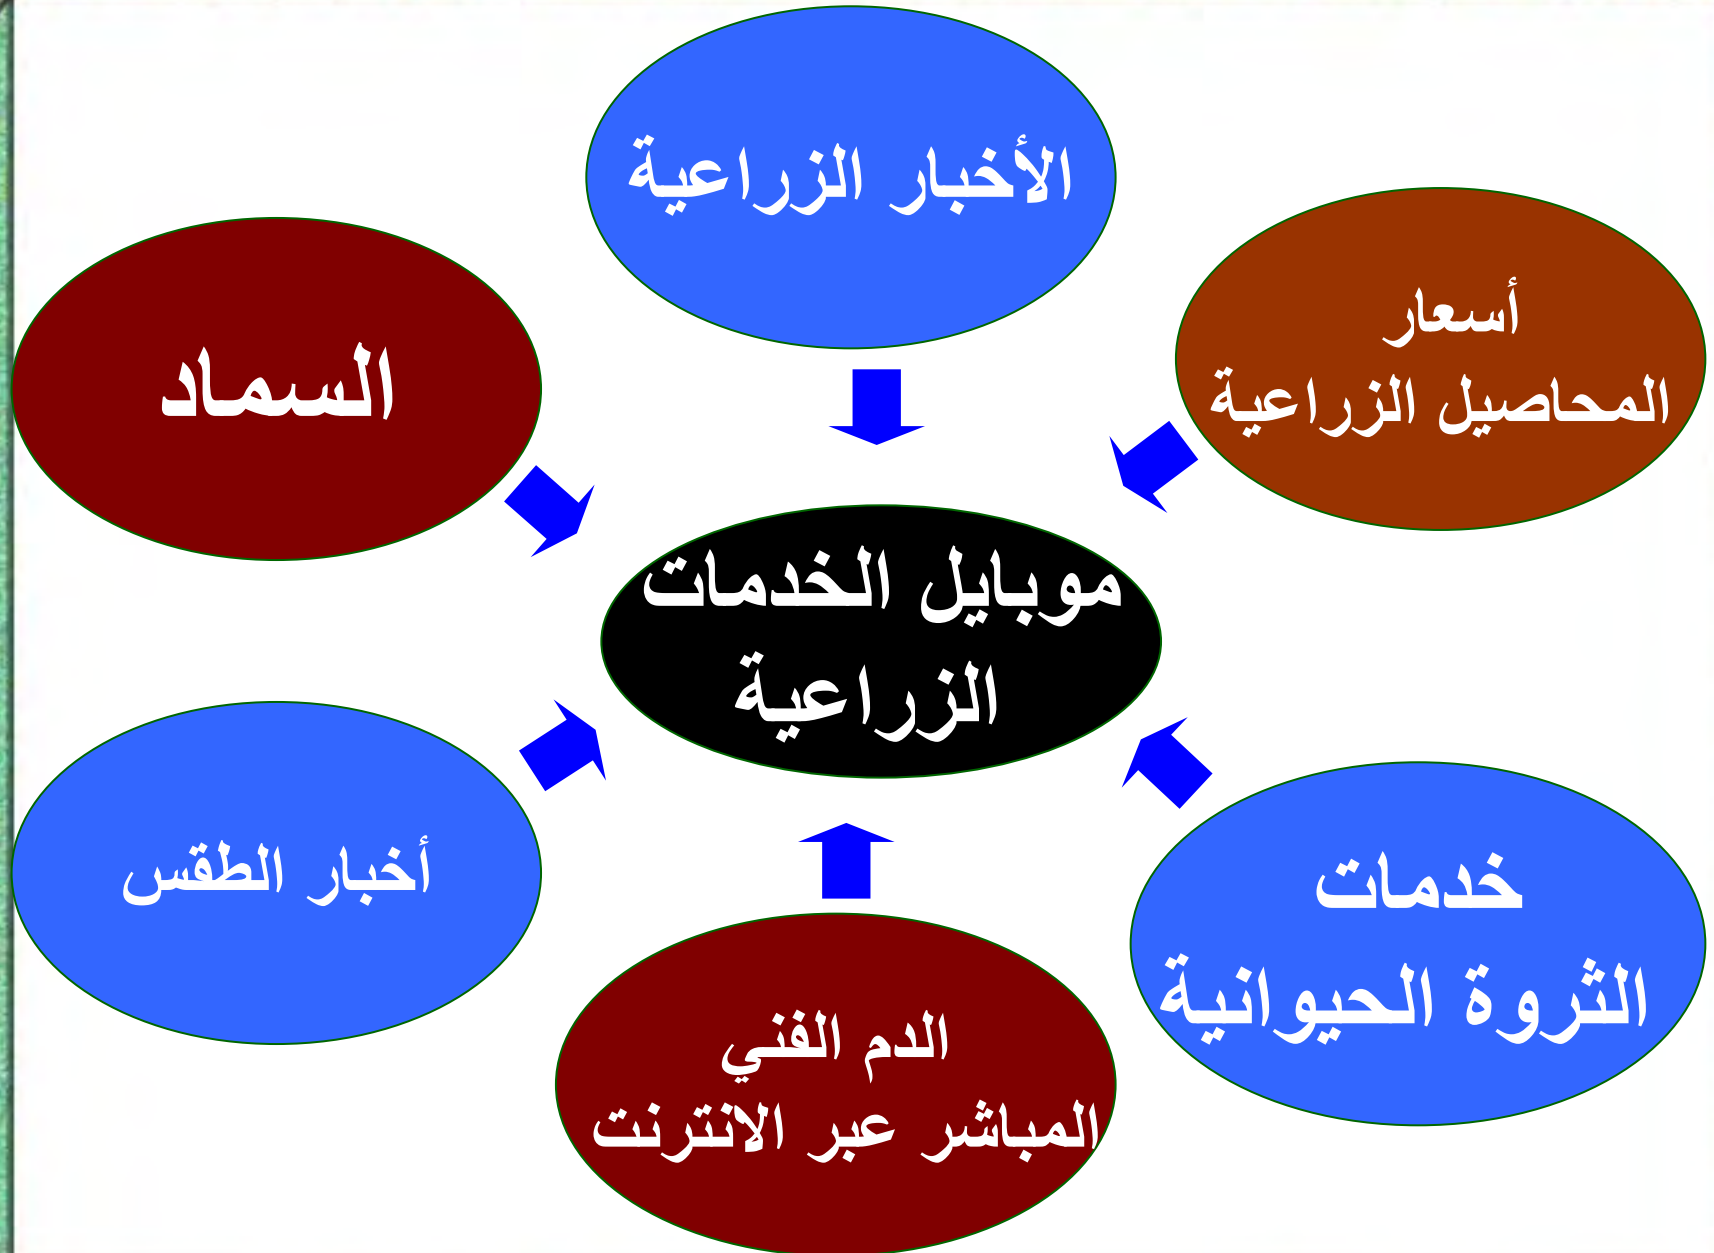 الأخبار الزراعية
أسعار
المحاصيل الزراعية
السماد
موبايل الخدمات
الزراعية
أخبار الطقس
خدمات
الثروة الحيوانية
الدم الفني
المباشر عبر الانترنت